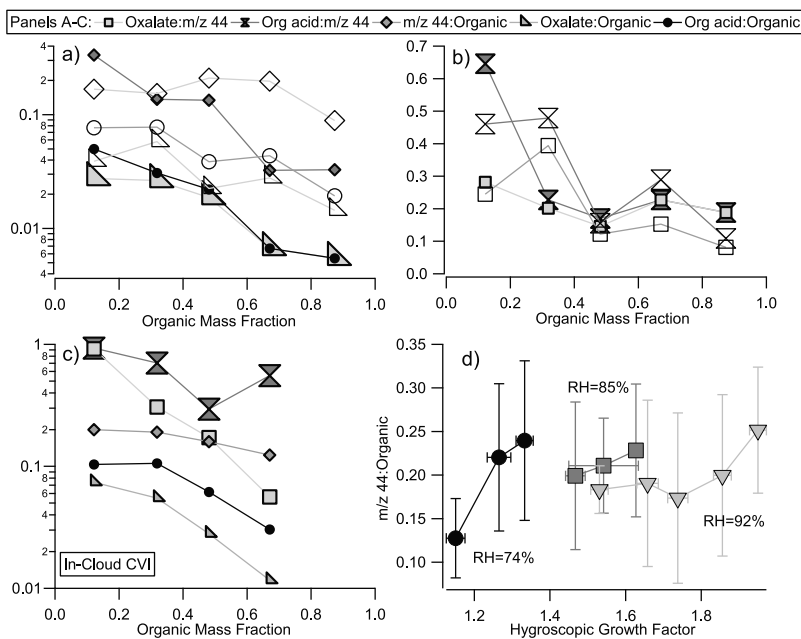 Panels A-C: Oxalate:m/z 44 Org acid:m/z 44 m/z 44:Organic Oxalate:Organic Org acid:Organic
a)
4
2
0.1
8
6
4
2
0.01
8
6
4
0.0 0.2 0.4 0.6 0.8 1.0
Organic Mass Fraction
b)
0.7
0.6
0.5
0.4
0.3
0.2
0.1
0.0
0.0 0.2 0.4 0.6 0.8 1.0
Organic Mass Fraction
c)
1
8
6
4
2
0.1
8
6
4
2
0.01
In-Cloud CVI
0.0 0.2 0.4 0.6 0.8 1.0
Organic Mass Fraction
d)
m/z 44:Organic
0.35
0.30
0.25
0.20
0.15
0.10
RH=85%
RH=74%
RH=92%
1.2 1.4 1.6 1.8
Hygroscopic Growth Factor